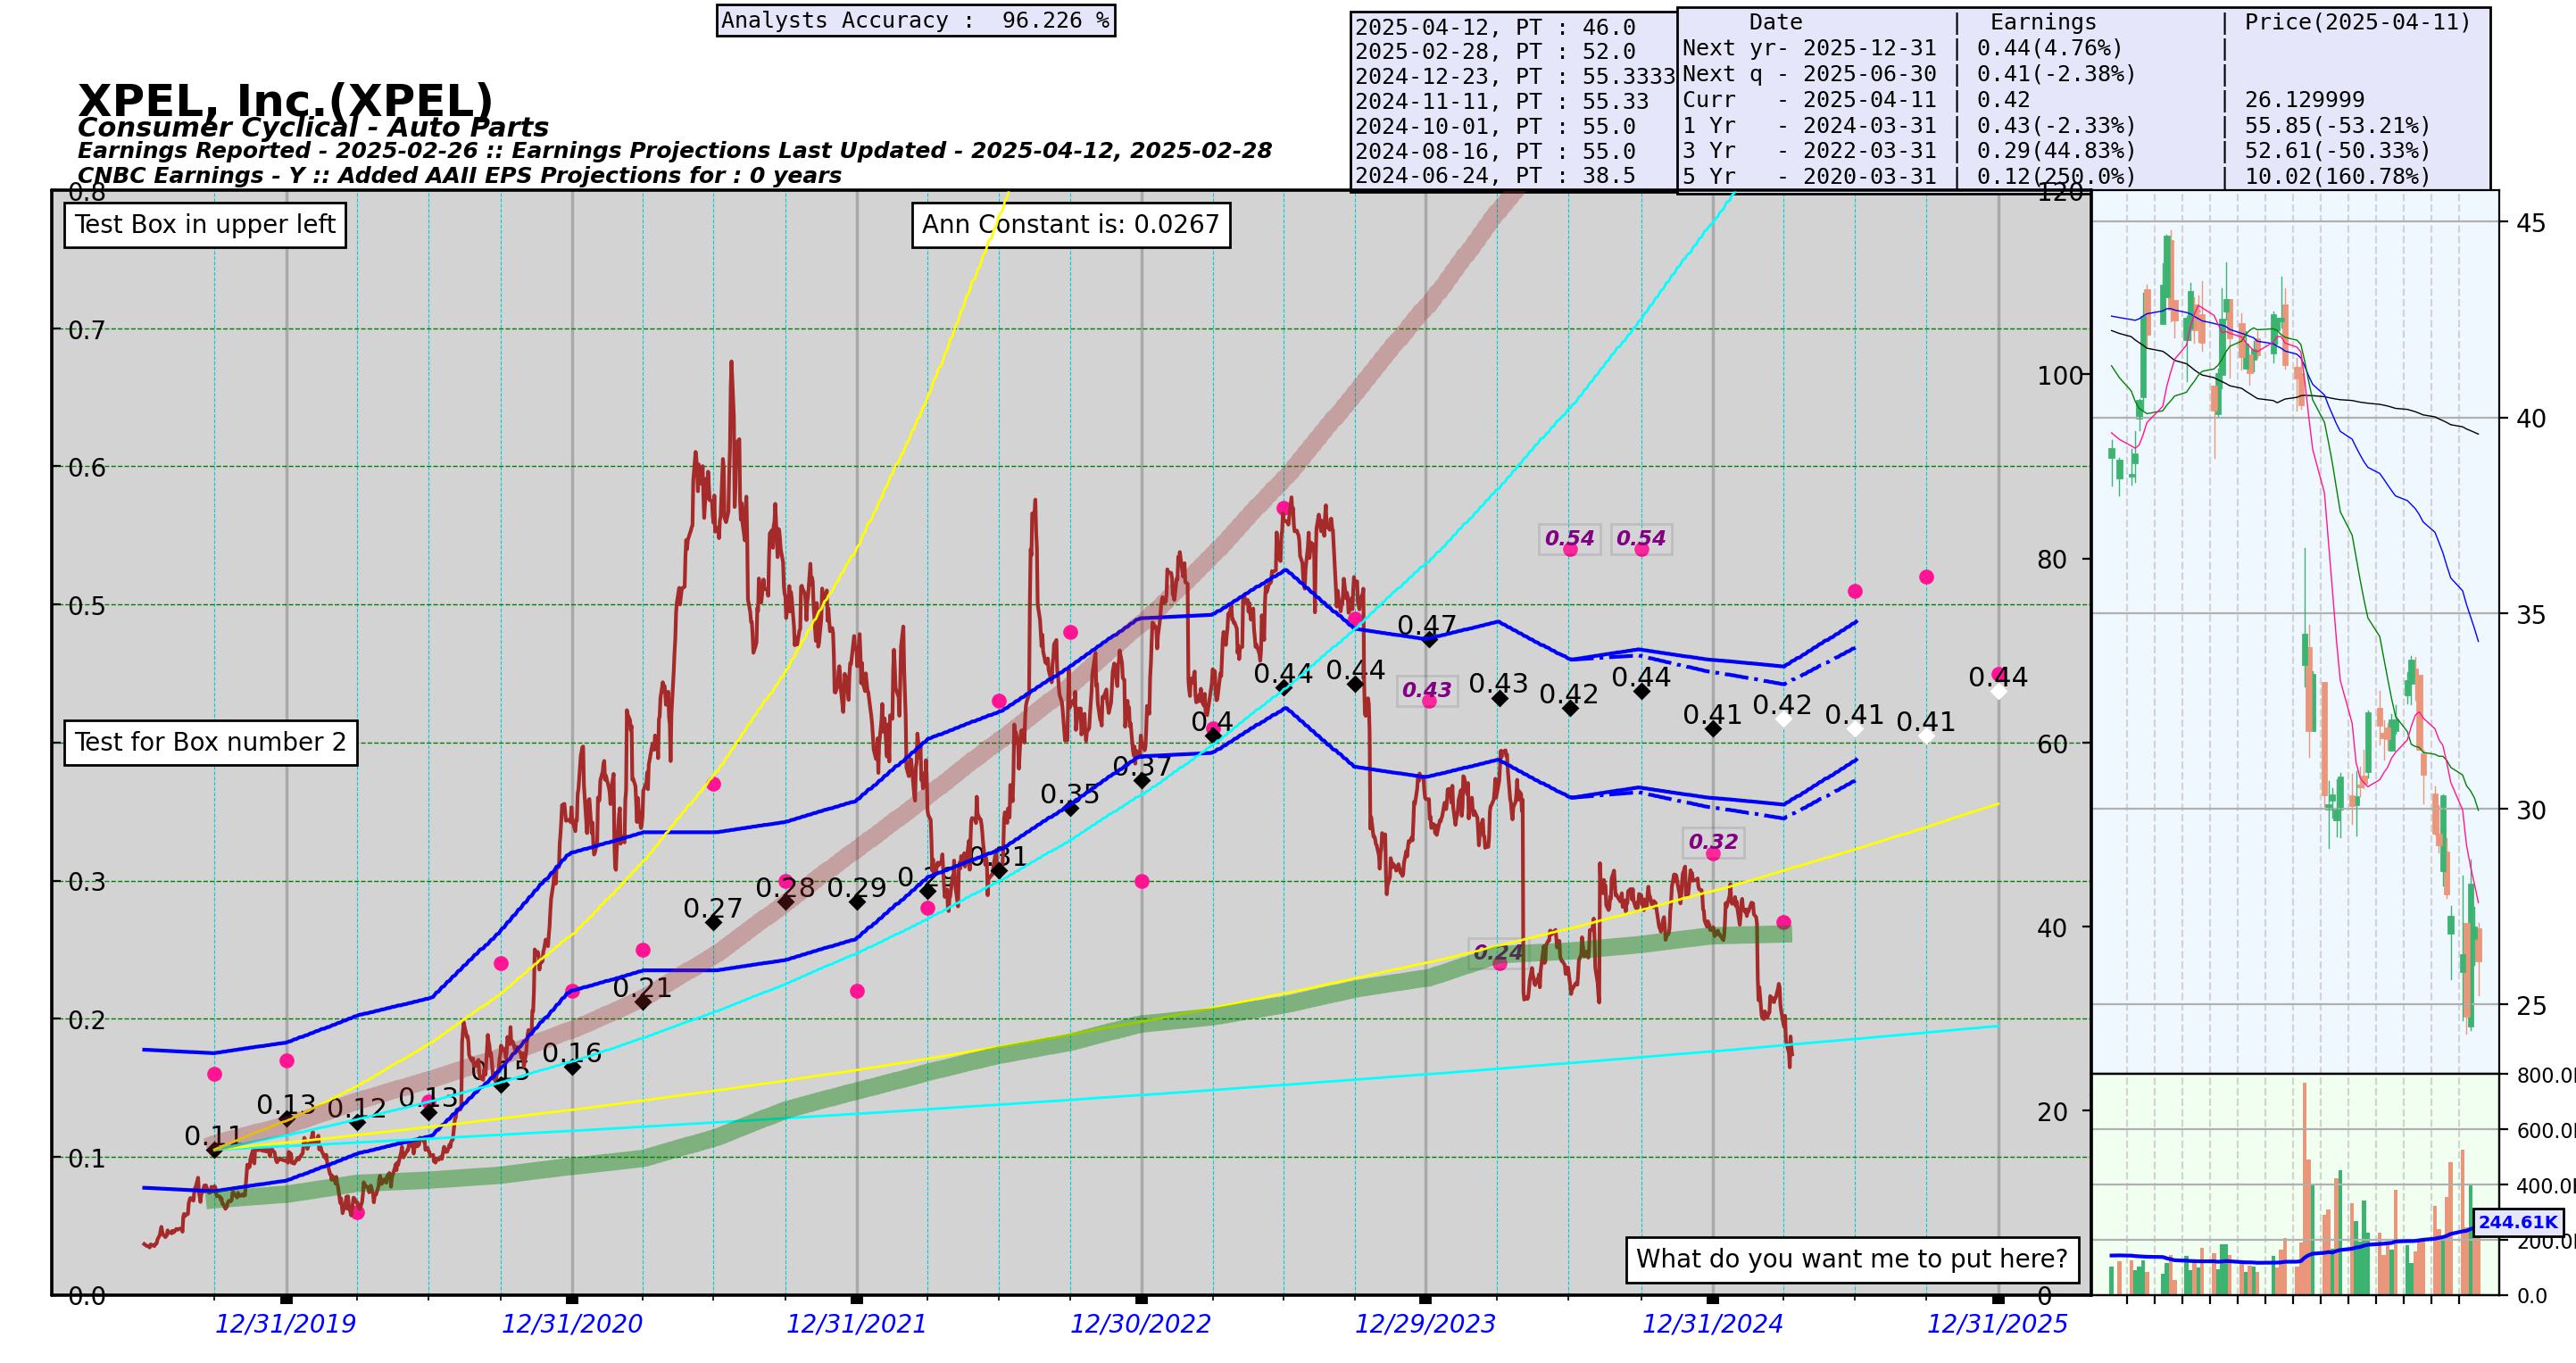 Analysts Accuracy :  96.226 %
2025-04-12, PT : 46.0
2025-02-28, PT : 52.0
2024-12-23, PT : 55.3333
2024-11-11, PT : 55.33
2024-10-01, PT : 55.0
2024-08-16, PT : 55.0
2024-06-24, PT : 38.5
Date | Earnings | Price(2025-04-11)
Next yr- 2025-12-31 | 0.44(4.76%) |
Next q - 2025-06-30 | 0.41(-2.38%) |
Curr - 2025-04-11 | 0.42 | 26.129999
1 Yr - 2024-03-31 | 0.43(-2.33%) | 55.85(-53.21%)
3 Yr - 2022-03-31 | 0.29(44.83%) | 52.61(-50.33%)
5 Yr - 2020-03-31 | 0.12(250.0%) | 10.02(160.78%)
XPEL, Inc.(XPEL)
Consumer Cyclical - Auto Parts
Earnings Reported - 2025-02-26 :: Earnings Projections Last Updated - 2025-04-12, 2025-02-28
CNBC Earnings - Y :: Added AAII EPS Projections for : 0 years
Test Box in upper left
Ann Constant is: 0.0267
Test for Box number 2
What do you want me to put here?
0.8
0.7
0.6
0.5
0.3
0.2
0.1
0.0
0.11
0.13
0.12
0.13
0.15
0.16
0.21
0.27
0.28
0.29
0.31
0.35
0.37
0.4
0.44
0.44
0.47
0.43
0.43
0.24
0.42
0.54
0.44
0.54
0.41
0.32
0.42
0.41
0.41
0.44
120
100
80
60
40
20
0
45
40
35
30
25
800.0
600.0
400.0
244.61K
200.0
0.0
12/31/2019
12/31/2020
12/31/2021
12/30/2022
12/29/2023
12/31/2024
12/31/2025